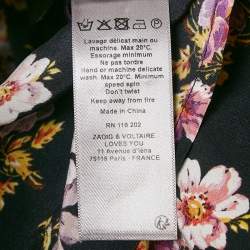 Lavage délicat main ou
machine. Max 20°C.
Essorage minimum
Ne pas tordre
Hand or machine delicate
wash. Max 20°C. Minimum
speed spin
Don't twist
Keep away from fire
Made in China
RN 116 202
ZADIG & VOLTAIRE
LOVES YOU
11 Avenue d'Iéna
75116 Paris - FRANCE